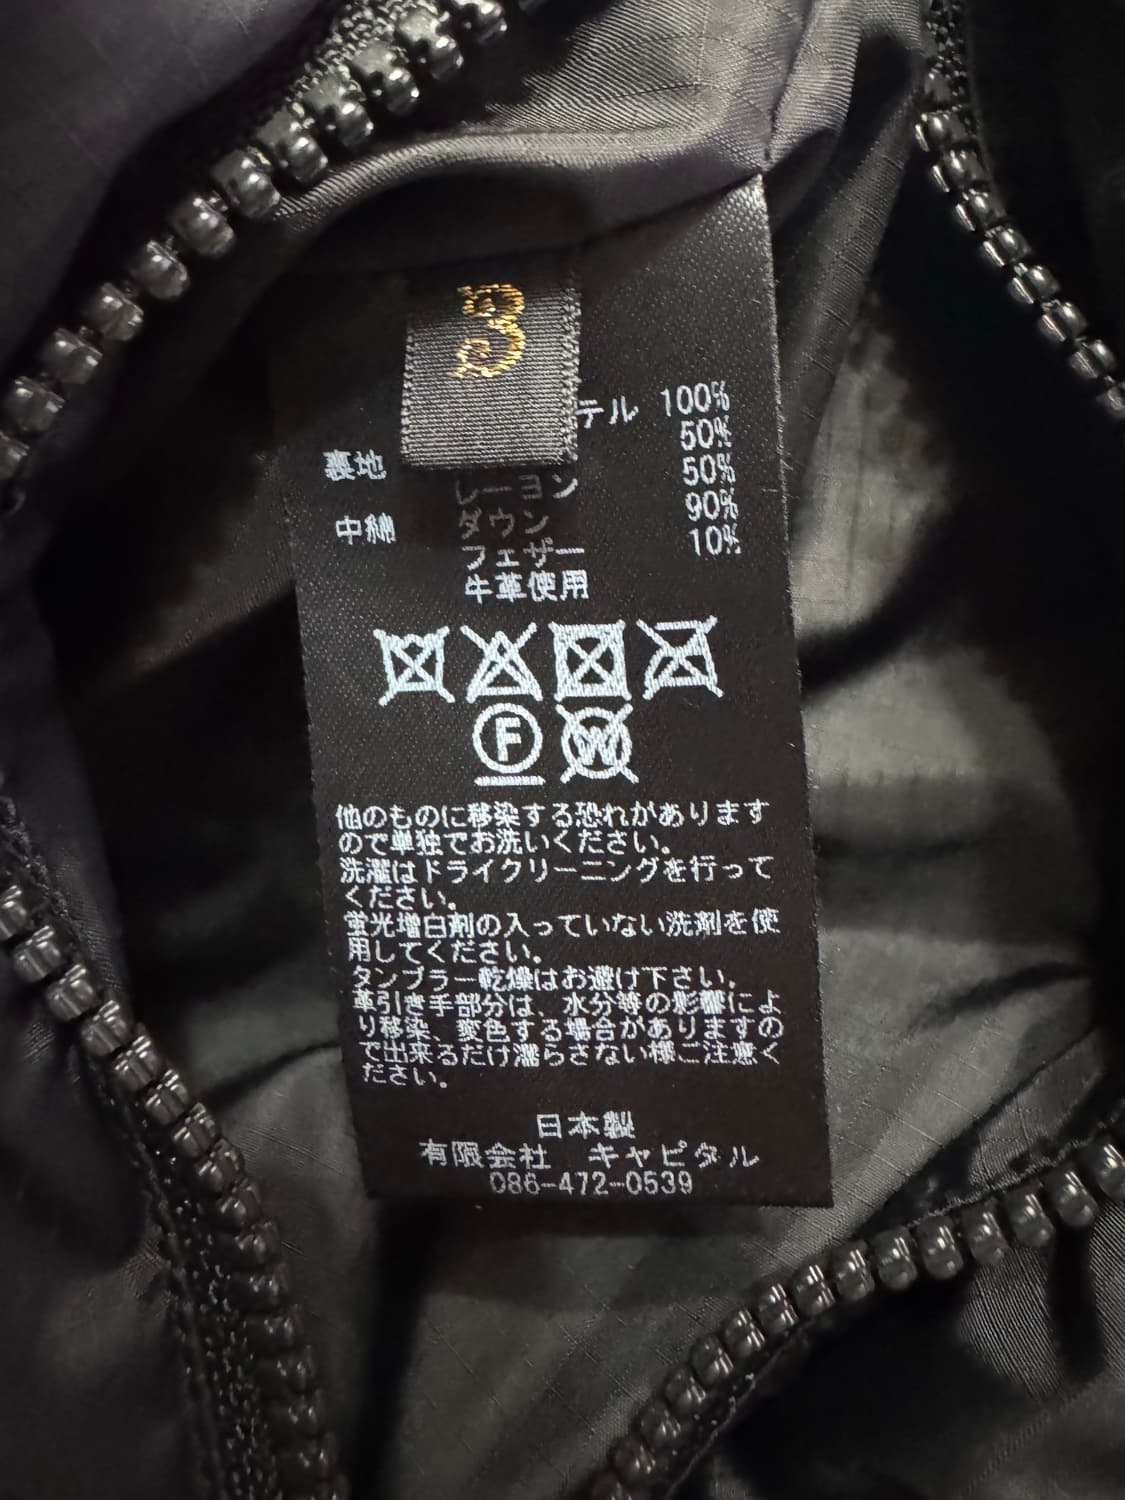 3
テル 100%
50%
裏地 50%
レーヨン
90%
中綿 ダウン
10%
フェザー
牛革使用
F
W
他のものに移染する恐れがあります
ので単独でお洗いください。
洗濯はドライクリーニングを行って
ください。
蛍光増白剤の入っていない洗剤を使
用してください。
タンブラー乾燥はお避け下さい。
革引き手部分は、水分等の影響によ
り移染、変色する場合がありますの
で出来るだけ濡らさない様ご注意く
ださい。
日本製
有限会社 キャピタル
086-472-0539